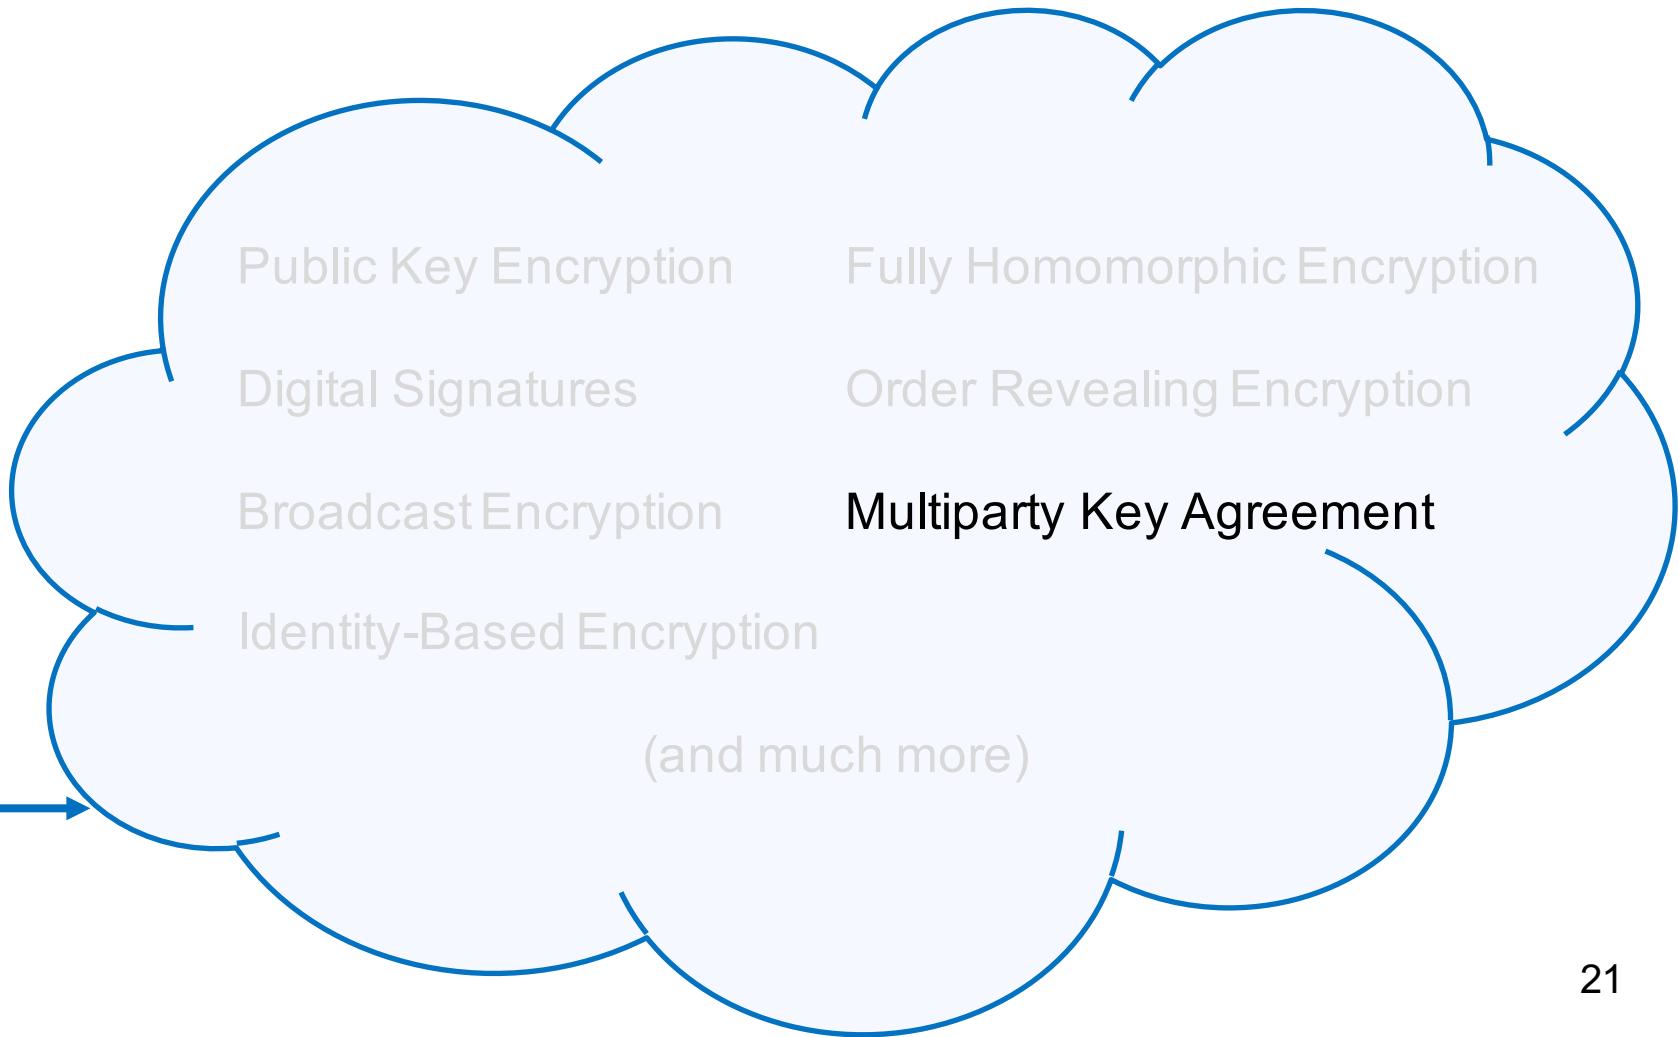 Public Key Encryption
Fully Homomorphic Encryption
Digital Signatures
Order Revealing Encryption
Broadcast Encryption
Multiparty Key Agreement
Identity-Based Encryption
(and much more)
21